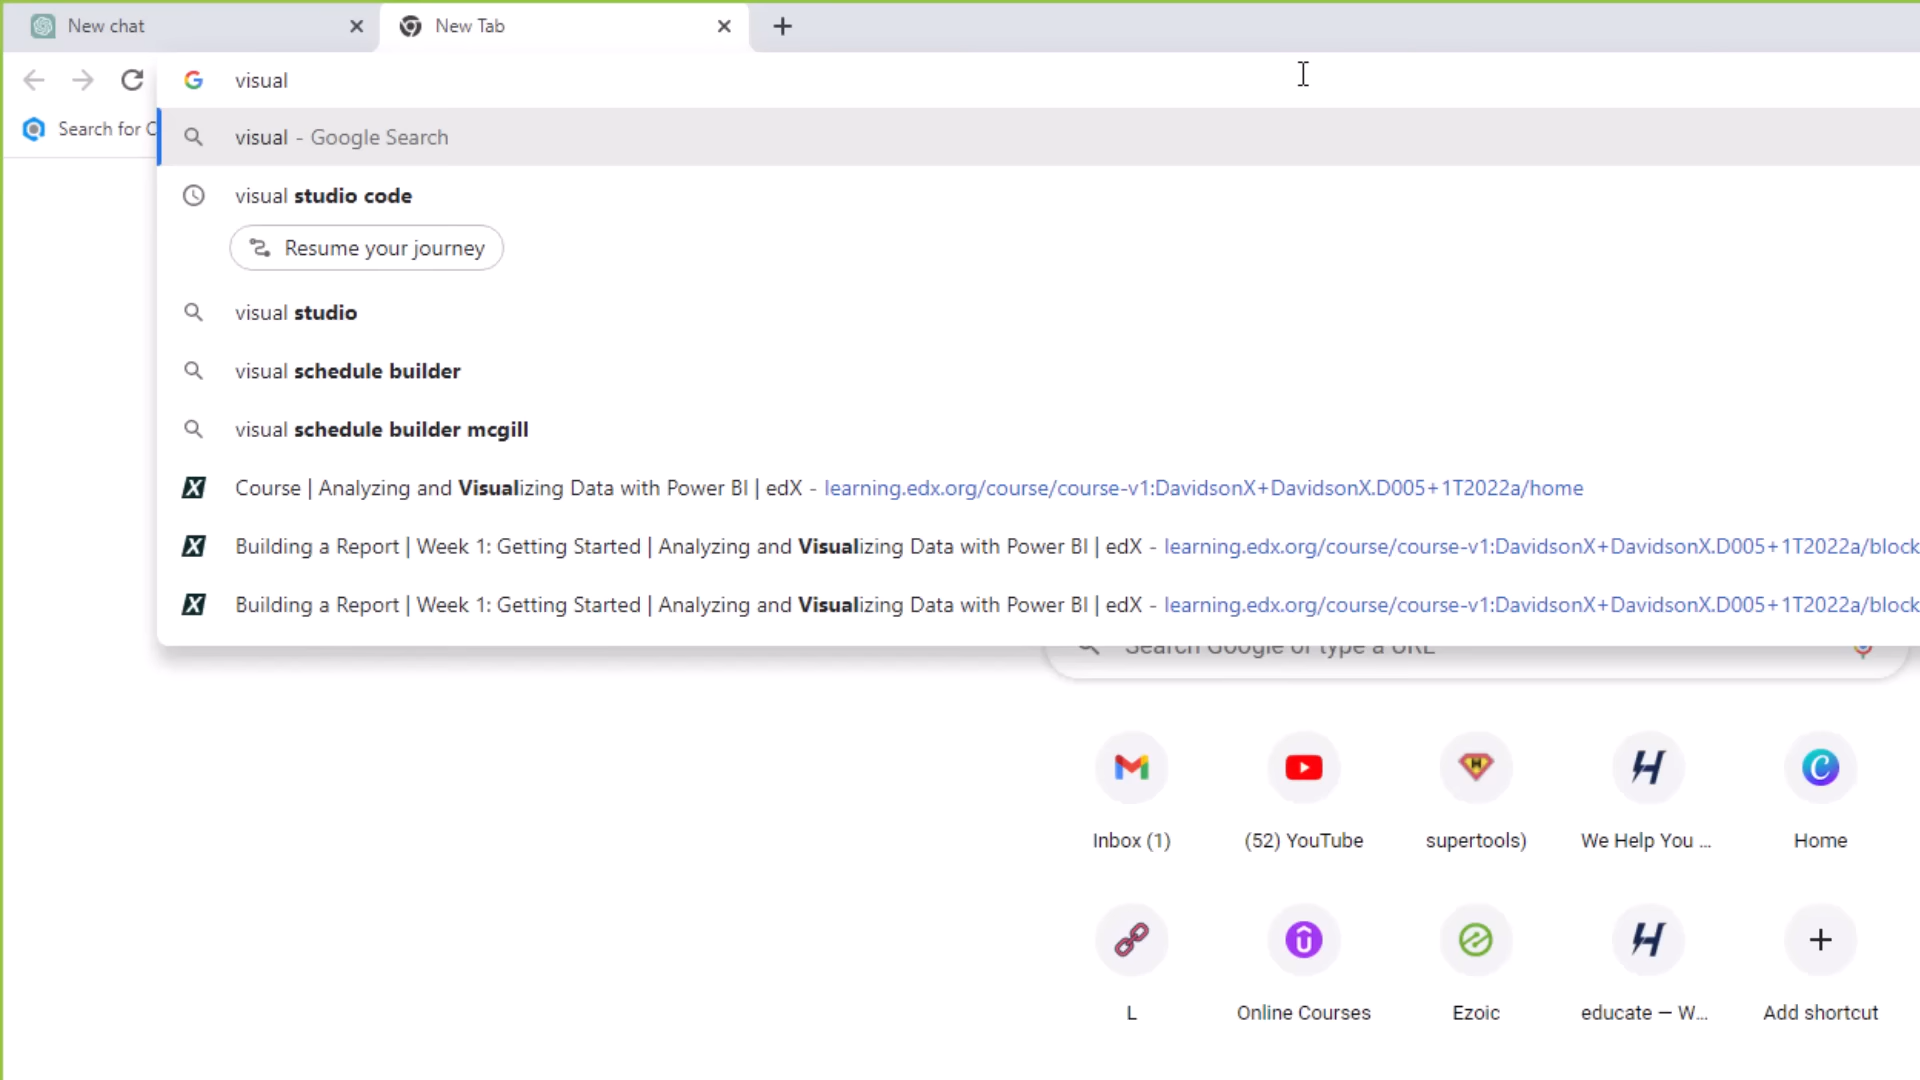 New chat
New Tab
visual
Search for C
visual - Google Search
visual studio code
Resume your journey
visual studio
visual schedule builder
visual schedule builder mcgill
Course | Analyzing and Visualizing Data with Power BI | edX - learning.edx.org/course/course-v1:DavidsonX+DavidsonX.D005+1T2022a/home
Building a Report | Week 1: Getting Started | Analyzing and Visualizing Data with Power BI | edX - learning.edx.org/course/course-v1:DavidsonX+DavidsonX.D005+1T2022a/block
Building a Report | Week 1: Getting Started | Analyzing and Visualizing Data with Power BI | edX - learning.edx.org/course/course-v1:DavidsonX+DavidsonX.D005+1T2022a/block
Search Google or type a URL
Inbox (1)
(52) YouTube
supertools)
We Help You ...
Home
L
Online Courses
Ezoic
educate — W...
Add shortcut